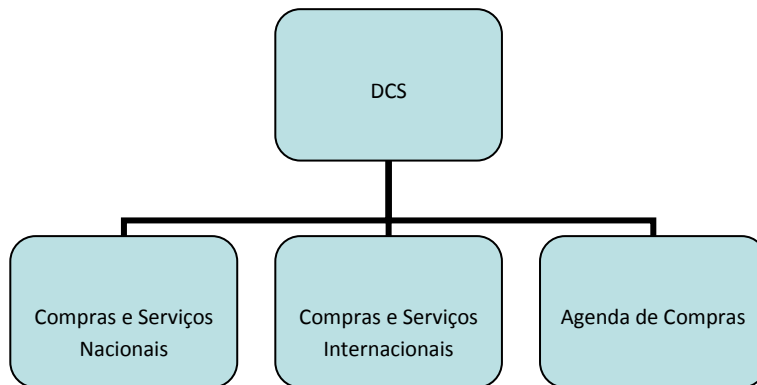 DCS
Compras e Serviços
Nacionais
Compras e Serviços
Internacionais
Agenda de Compras